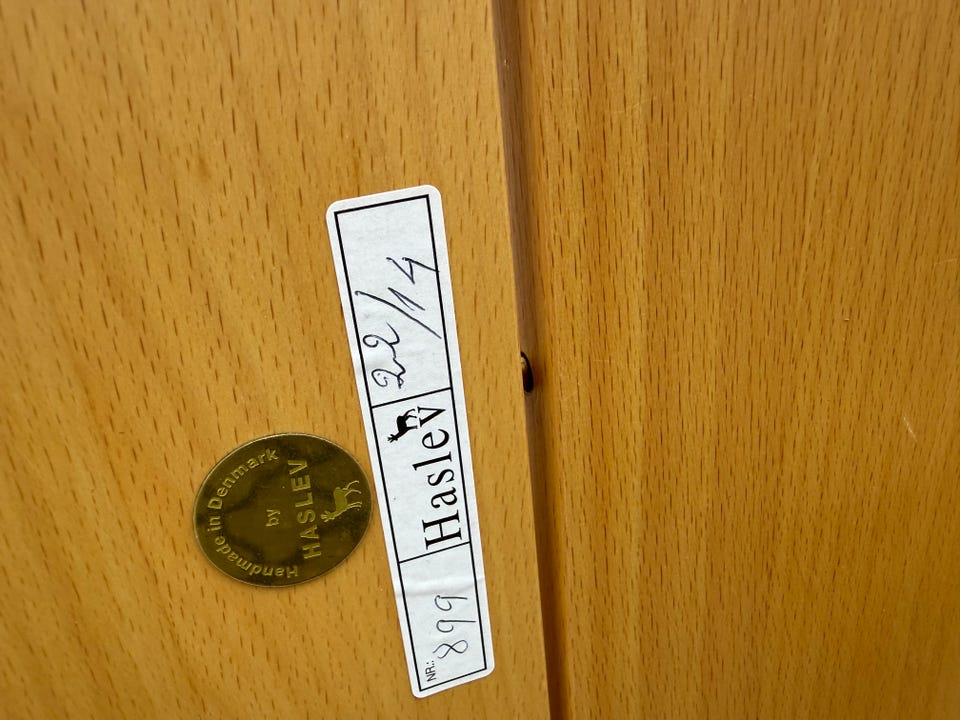 Handmade in Denmark
by
HASLEV
NR.: 899
Haslev
22/14